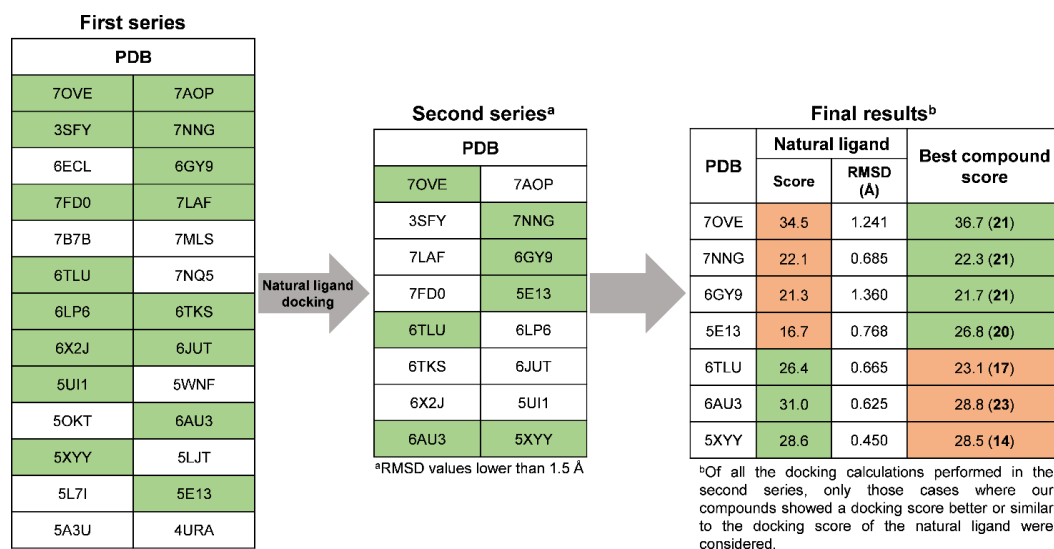 First series
PDB
7OVE 7AOP
3SFY 7NNG
6ECL 6GY9
7FD0 7LAF
7B7B 7MLS
6TLU 7NQ5
6LP6 6TKS
6X2J 6JUT
5UI1 5WNF
5OKT 6AU3
5XYY 5LJT
5L7I 5E13
5A3U 4URA
Natural ligand
docking
Second seriesᵃ
PDB
7OVE 7AOP
3SFY 7NNG
7LAF 6GY9
7FD0 5E13
6TLU 6LP6
6TKS 6JUT
6X2J 5UI1
6AU3 5XYY
ᵃRMSD values lower than 1.5 Å
Final resultsᵇ
PDB Natural ligand Best compound
score
Score RMSD
(Å)
7OVE 34.5 1.241 36.7 (21)
7NNG 22.1 0.685 22.3 (21)
6GY9 21.3 1.360 21.7 (21)
5E13 16.7 0.768 26.8 (20)
6TLU 26.4 0.665 23.1 (17)
6AU3 31.0 0.625 28.8 (23)
5XYY 28.6 0.450 28.5 (14)
ᵇOf all the docking calculations performed in the
second series, only those cases where our
compounds showed a docking score better or similar
to the docking score of the natural ligand were
considered.